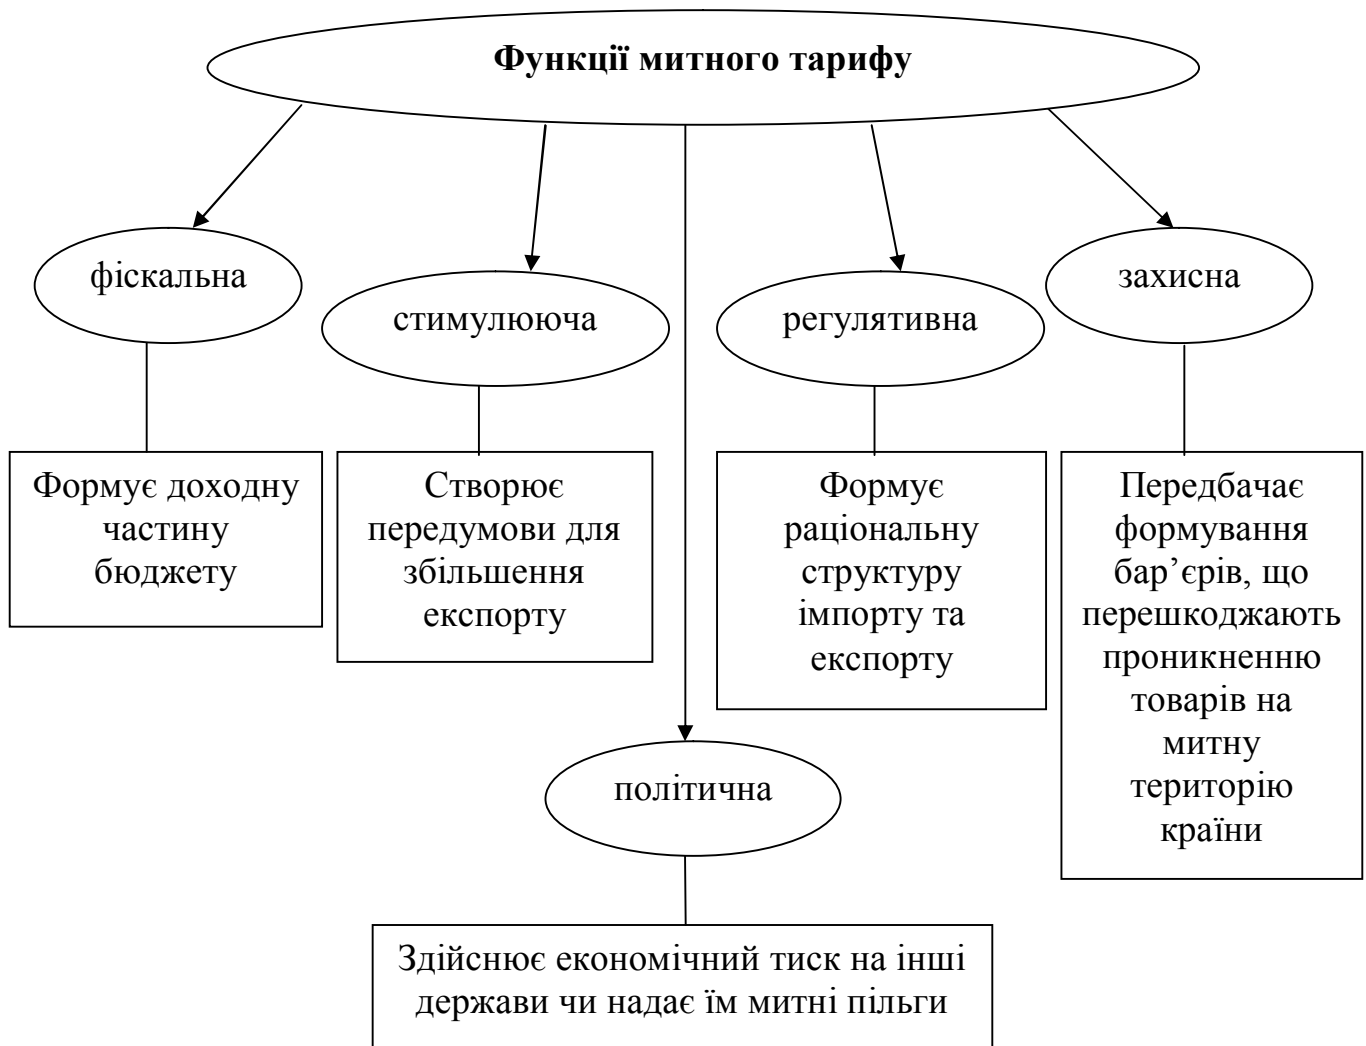 Функції митного тарифу
фіскальна
стимулююча
регулятивна
захисна
Формує доходну
частину
бюджету
Створює
передумови для
збільшення
експорту
Формує
раціональну
структуру
імпорту та
експорту
Передбачає
формування
бар’єрів, що
перешкоджають
проникненню
товарів на
митну
територію
країни
політична
Здійснює економічний тиск на інші
держави чи надає їм митні пільги